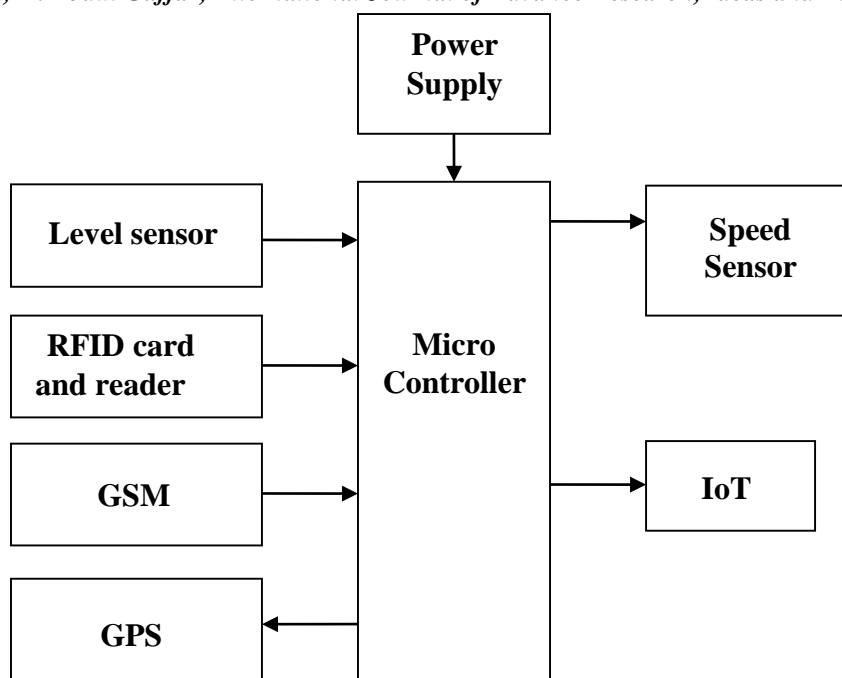 Power
Supply
Level sensor
Speed
Sensor
RFID card
and reader
Micro
Controller
GSM
IoT
GPS